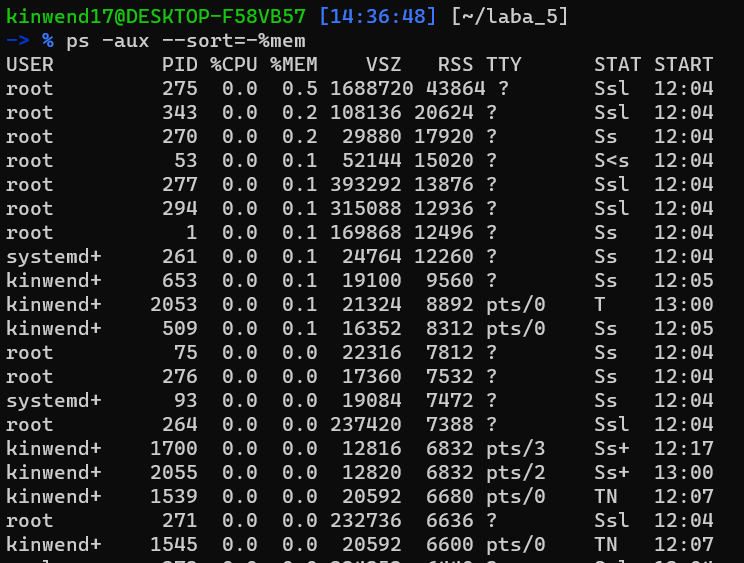 kinwend17@DESKTOP-F58VB57 [14:36:48] [~/laba_5]
-> % ps -aux --sort=-%mem
USER PID %CPU %MEM VSZ RSS TTY STAT START
root 275 0.0 0.5 1688720 43864 ? Ssl 12:04
root 343 0.0 0.2 108136 20624 ? Ssl 12:04
root 270 0.0 0.2 29880 17920 ? Ss 12:04
root 53 0.0 0.1 52144 15020 ? S<s 12:04
root 277 0.0 0.1 393292 13876 ? Ssl 12:04
root 294 0.0 0.1 315088 12936 ? Ssl 12:04
root 1 0.0 0.1 169868 12496 ? Ss 12:04
systemd+ 261 0.0 0.1 24764 12260 ? Ss 12:04
kinwend+ 653 0.0 0.1 19100 9560 ? Ss 12:05
kinwend+ 2053 0.0 0.1 21324 8892 pts/0 T 13:00
kinwend+ 509 0.0 0.1 16352 8312 pts/0 Ss 12:05
root 75 0.0 0.0 22316 7812 ? Ss 12:04
root 276 0.0 0.0 17360 7532 ? Ss 12:04
systemd+ 93 0.0 0.0 19084 7472 ? Ss 12:04
root 264 0.0 0.0 237420 7388 ? Ssl 12:04
kinwend+ 1700 0.0 0.0 12816 6832 pts/3 Ss+ 12:17
kinwend+ 2055 0.0 0.0 12820 6832 pts/2 Ss+ 13:00
kinwend+ 1539 0.0 0.0 20592 6680 pts/0 TN 12:07
root 271 0.0 0.0 232736 6636 ? Ssl 12:04
kinwend+ 1545 0.0 0.0 20592 6600 pts/0 TN 12:07